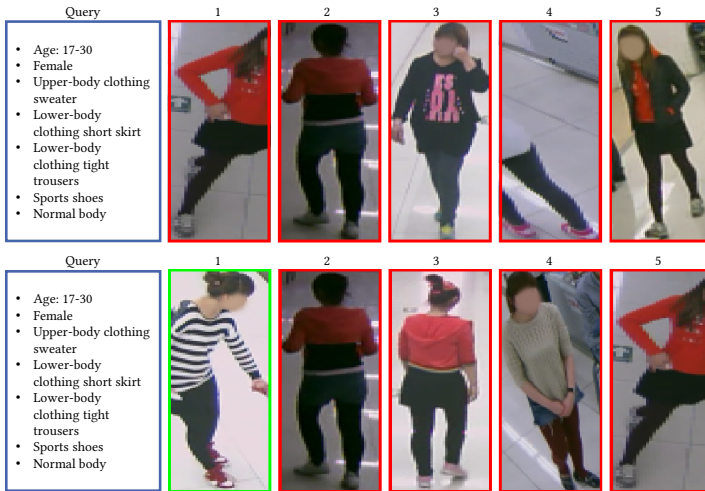 Query 1 2 3 4 5
• Age: 17-30
• Female
• Upper-body clothing
sweater
• Lower-body
clothing short skirt
• Lower-body
clothing tight
trousers
• Sports shoes
• Normal body
Query 1 2 3 4 5
• Age: 17-30
• Female
• Upper-body clothing
sweater
• Lower-body
clothing short skirt
• Lower-body
clothing tight
trousers
• Sports shoes
• Normal body